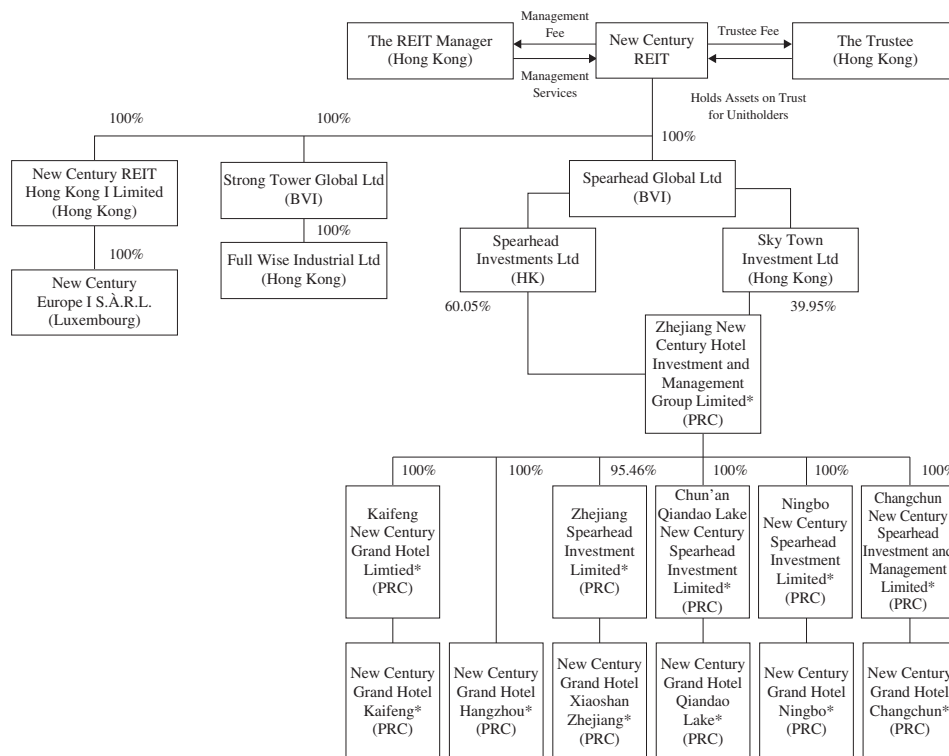 Management
Fee
The REIT Manager
(Hong Kong)
New Century
REIT
Trustee Fee
The Trustee
(Hong Kong)
Management
Services
Holds Assets on Trust
for Unitholders
100%
100%
100%
New Century REIT
Hong Kong I Limited
(Hong Kong)
Strong Tower Global Ltd
(BVI)
Spearhead Global Ltd
(BVI)
100%
100%
New Century
Europe I S.À.R.L.
(Luxembourg)
Full Wise Industrial Ltd
(Hong Kong)
Spearhead
Investments Ltd
(HK)
Sky Town
Investment Ltd
(Hong Kong)
60.05%
39.95%
Zhejiang New
Century Hotel
Investment and
Management
Group Limited*
(PRC)
100%
100%
95.46%
100%
100%
100%
Kaifeng
New Century
Grand Hotel
Limtied*
(PRC)
Zhejiang
Spearhead
Investment
Limited*
(PRC)
Chun’an
Qiandao Lake
New Century
Spearhead
Investment
Limited*
(PRC)
Ningbo
New Century
Spearhead
Investment
Limited*
(PRC)
Changchun
New Century
Spearhead
Investment and
Management
Limited*
(PRC)
New Century
Grand Hotel
Kaifeng*
(PRC)
New Century
Grand Hotel
Hangzhou*
(PRC)
New Century
Grand Hotel
Xiaoshan
Zhejiang*
(PRC)
New Century
Grand Hotel
Qiandao
Lake*
(PRC)
New Century
Grand Hotel
Ningbo*
(PRC)
New Century
Grand Hotel
Changchun*
(PRC)